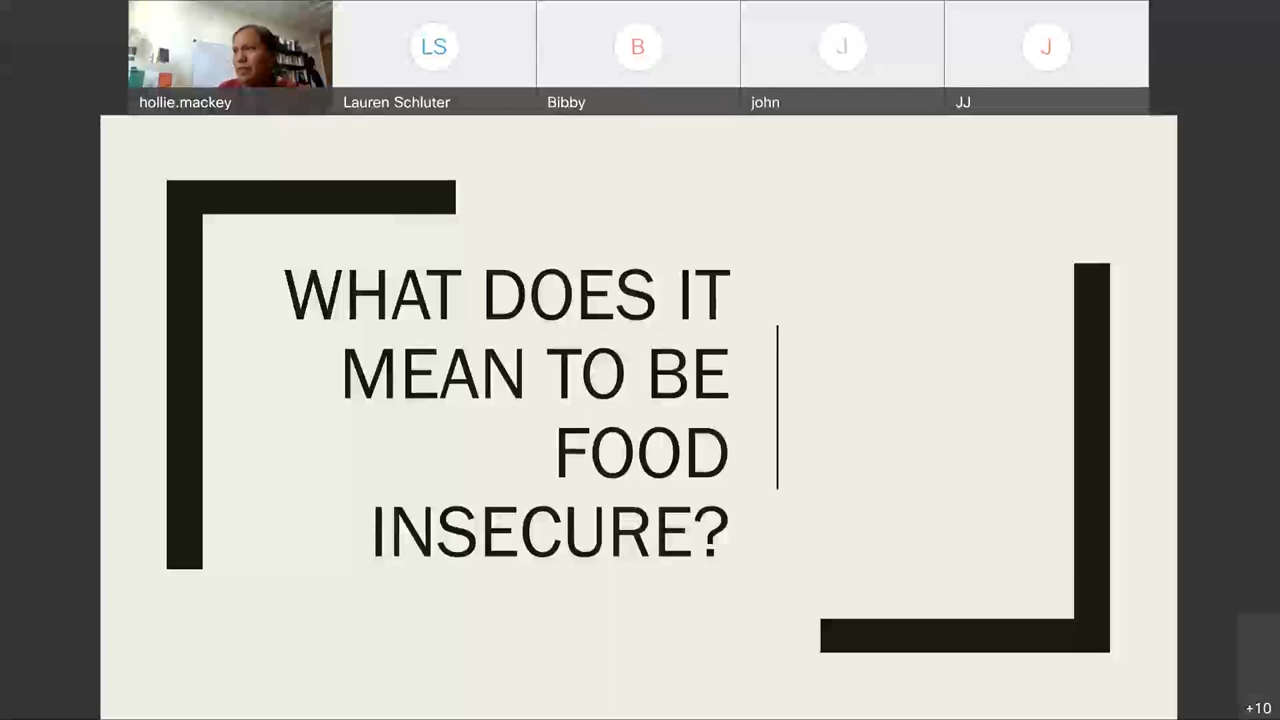 LS
B
J
J
hollie.mackey
Lauren Schluter
Bibby
john
JJ
WHAT DOES IT
MEAN TO BE
FOOD
INSECURE?
+10